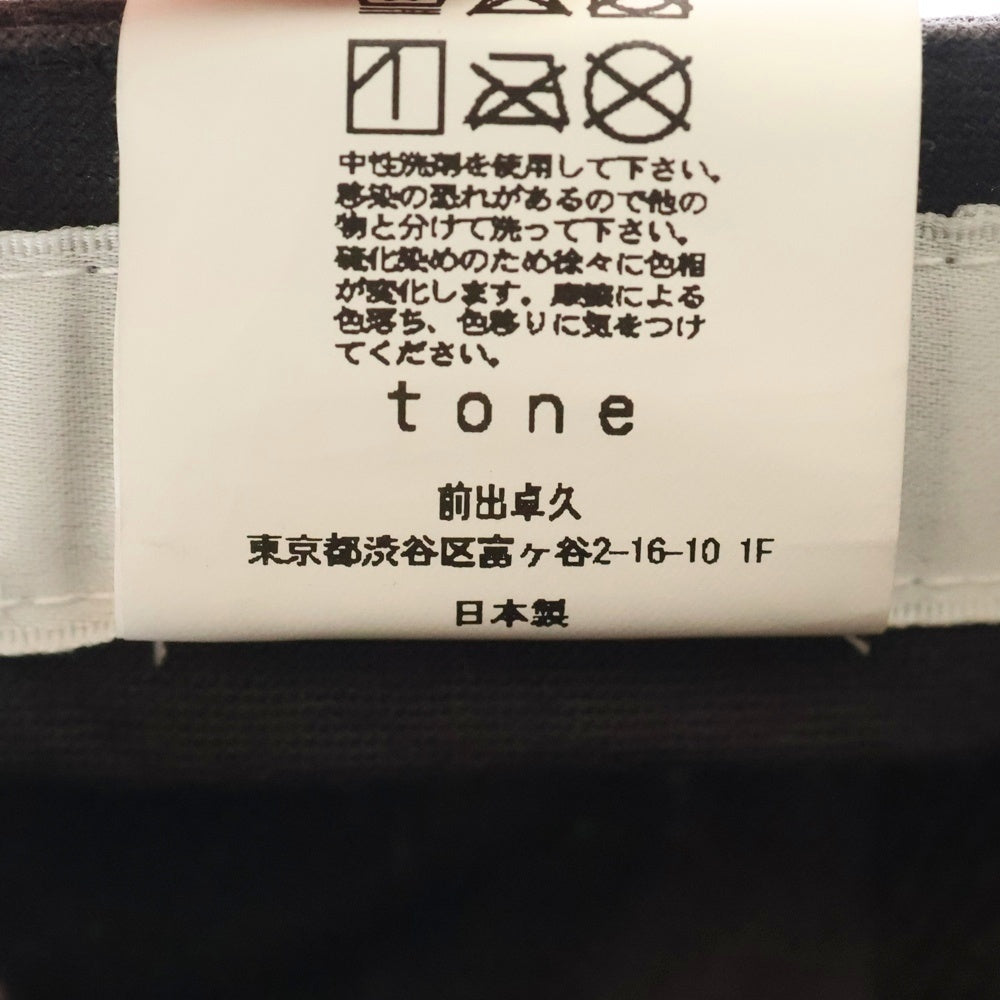 中性洗剤を使用して下さい。
移染の恐れがあるので他の
物と分けて洗って下さい。
硫化染めのため徐々に色相
が変化します。摩擦による
色落ち、色移りに気をつけ
てください。
tone
前出卓久
東京都渋谷区富ヶ谷2-16-10 1F
日本製